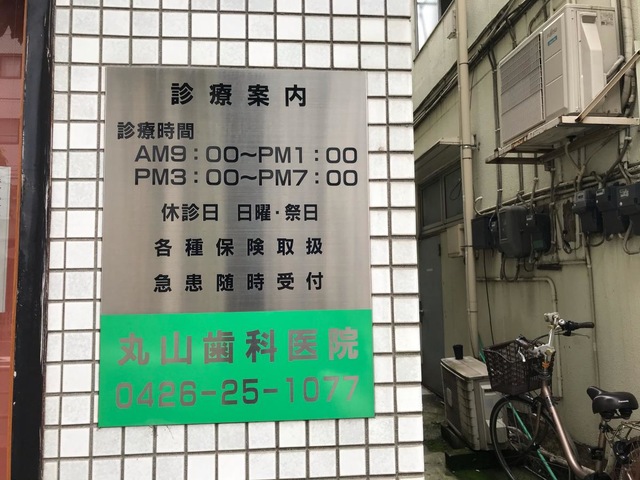 診療案内
診療時間
AM9：00～PM1：00
PM3：00～PM7：00
休診日 日曜・祭日
各種保険取扱
急患随時受付
丸山歯科医院
0426-25-1077